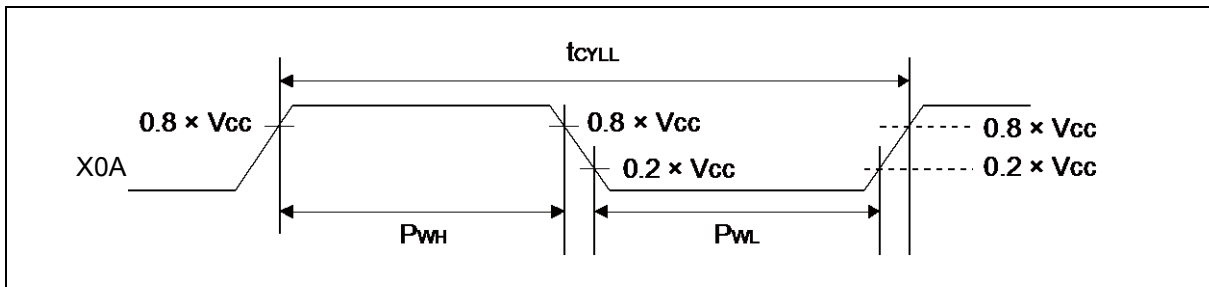 tCYLL
0.8 × Vcc
0.8 × Vcc
0.8 × Vcc
X0A
0.2 × Vcc
0.2 × Vcc
PWH
PWL